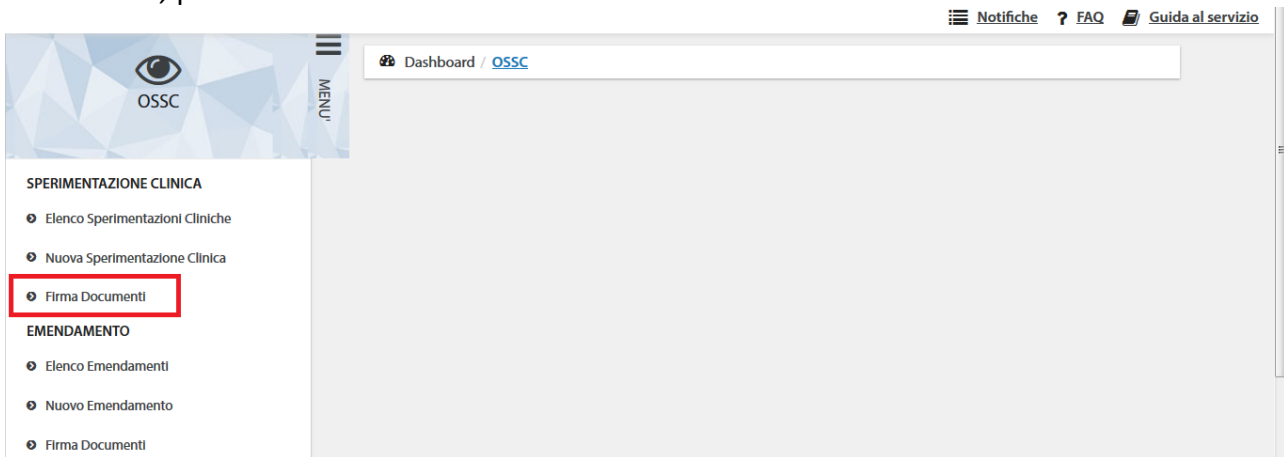 Notifiche ? FAQ Guida al servizio
Dashboard / OSSC
OSSC
MENU'
SPERIMENTAZIONE CLINICA
Elenco Sperimentazioni Cliniche
Nuova Sperimentazione Clinica
Firma Documenti
EMENDAMENTO
Elenco Emendamenti
Nuovo Emendamento
Firma Documenti